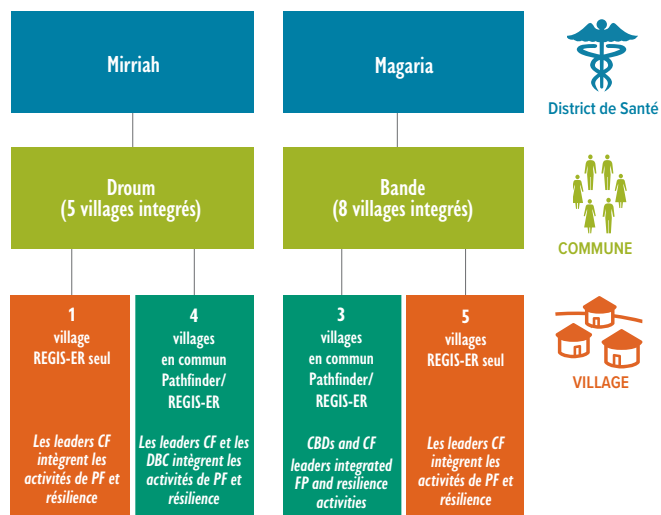 Mirriah
Magaria
District de Santé
Droum
(5 villages integrés)
Bande
(8 villages integrés)
COMMUNE
1
village
REGIS-ER seul
Les leaders CF
intègrent les
activités de PF et
résilience
4
villages
en commun
Pathfinder/
REGIS-ER
Les leaders CF et les
DBC intègrent les
activités de PF et
résilience
3
villages
en commun
Pathfinder/
REGIS-ER
CBDs and CF
leaders integrated
FP and resilience
activities
5
villages
REGIS-ER seul
Les leaders CF
intègrent les
activités de PF et
résilience
VILLAGE